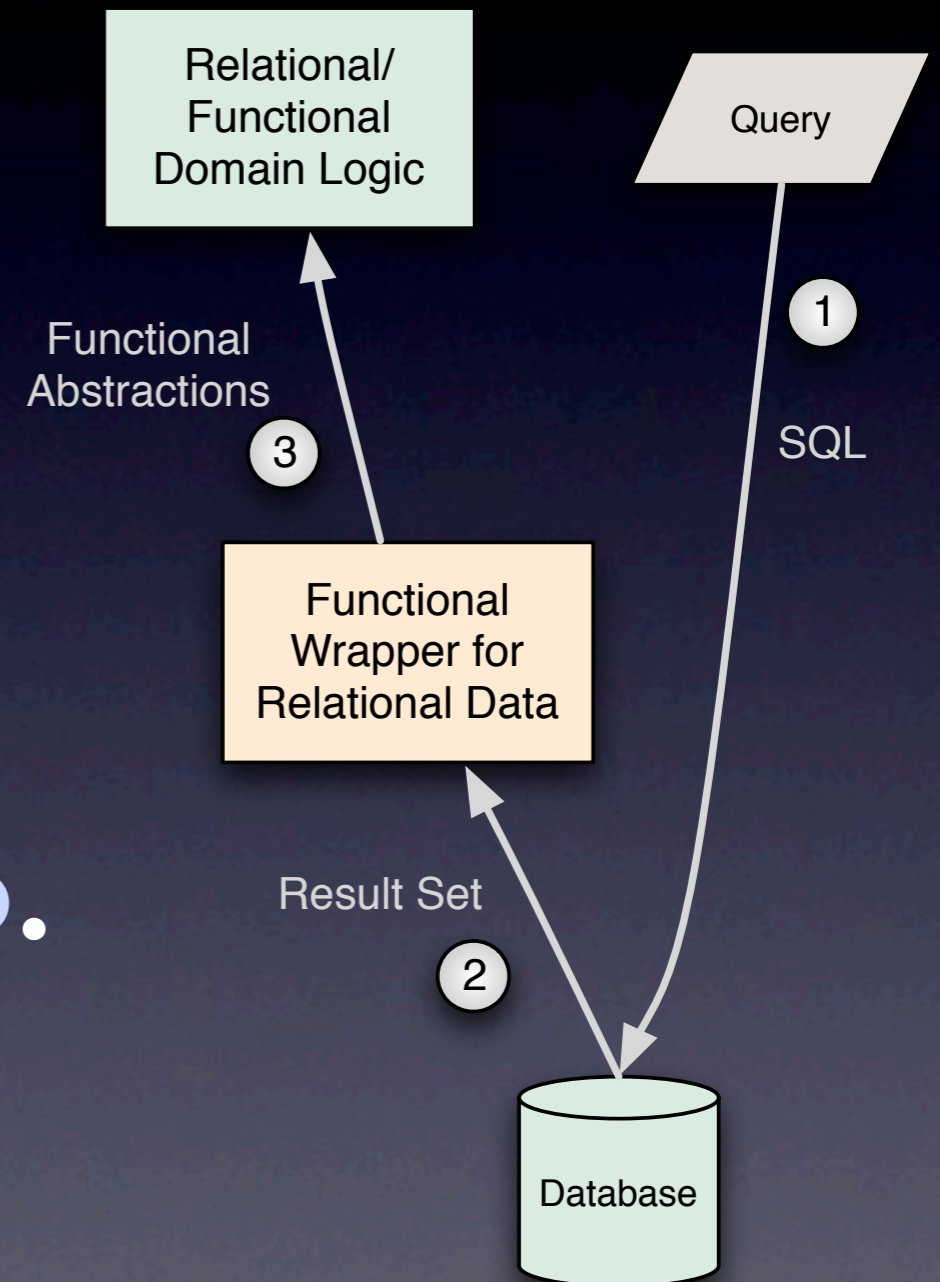 Relational/
Functional
Domain Logic
Query
1
Functional
Abstractions
3
SQL
Functional
Wrapper for
Relational Data
Result Set
2
Database